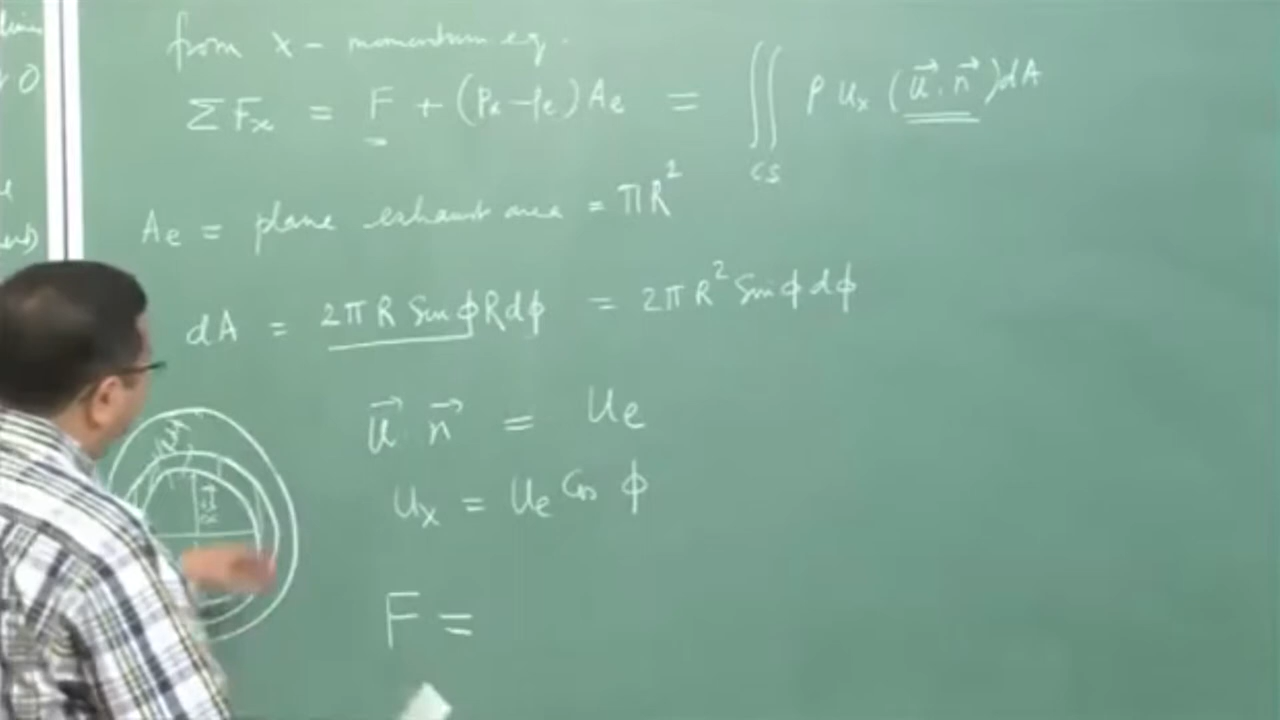 from x - momentum eq.
ΣFx = F + (Pa - Pe) Ae = ∬cs ρ ux (u⃗ . n⃗) dA
Ae = plane exhaust area = πR²
dA = 2πR Sin φ R dφ = 2πR² Sin φ dφ
u⃗ . n⃗ = ue
ux = ue Cos φ
F =